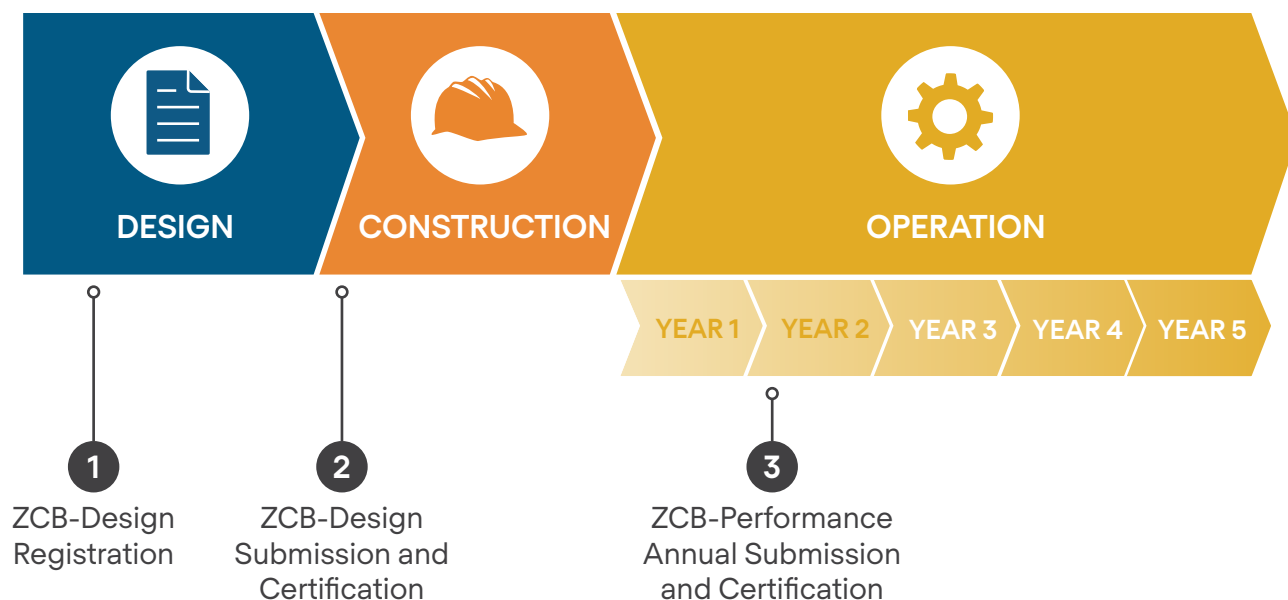 DESIGN
CONSTRUCTION
OPERATION
YEAR 1
YEAR 2
YEAR 3
YEAR 4
YEAR 5
1
ZCB-Design
Registration
2
ZCB-Design
Submission and
Certification
3
ZCB-Performance
Annual Submission
and Certification